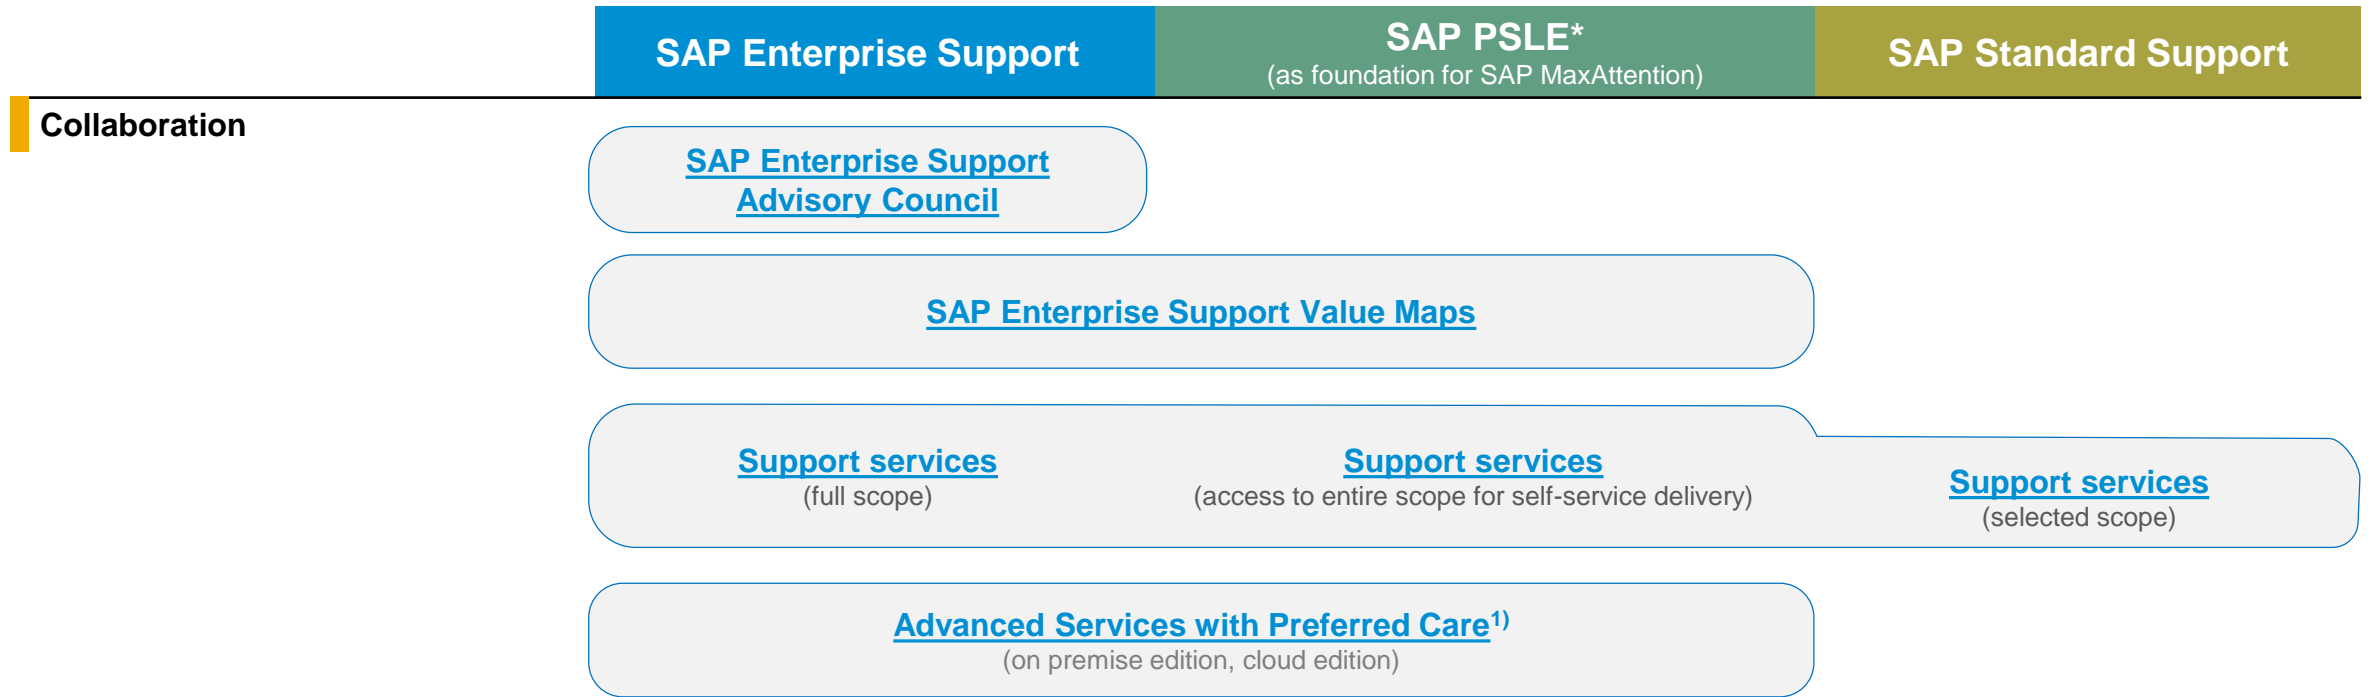 SAP Enterprise Support
SAP PSLE*
(as foundation for SAP MaxAttention)
SAP Standard Support
Collaboration
SAP Enterprise Support
Advisory Council
SAP Enterprise Support Value Maps
Support services
(full scope)
Support services
(access to entire scope for self-service delivery)
Support services
(selected scope)
Advanced Services with Preferred Care1)
(on premise edition, cloud edition)